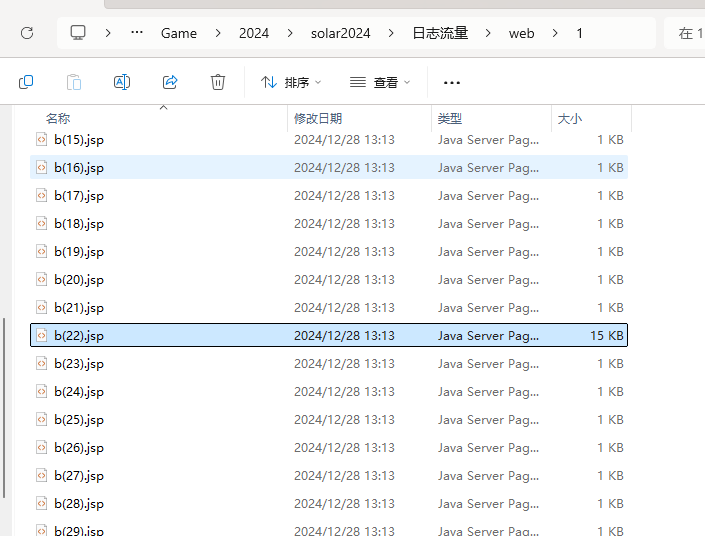 Game 2024 solar2024 日志流量 web 1 在 1
排序 查看
名称 修改日期 类型 大小
b(15).jsp 2024/12/28 13:13 Java Server Pag... 1 KB
b(16).jsp 2024/12/28 13:13 Java Server Pag... 1 KB
b(17).jsp 2024/12/28 13:13 Java Server Pag... 1 KB
b(18).jsp 2024/12/28 13:13 Java Server Pag... 1 KB
b(19).jsp 2024/12/28 13:13 Java Server Pag... 1 KB
b(20).jsp 2024/12/28 13:13 Java Server Pag... 1 KB
b(21).jsp 2024/12/28 13:13 Java Server Pag... 1 KB
b(22).jsp 2024/12/28 13:13 Java Server Pag... 15 KB
b(23).jsp 2024/12/28 13:13 Java Server Pag... 1 KB
b(24).jsp 2024/12/28 13:13 Java Server Pag... 1 KB
b(25).jsp 2024/12/28 13:13 Java Server Pag... 1 KB
b(26).jsp 2024/12/28 13:13 Java Server Pag... 1 KB
b(27).jsp 2024/12/28 13:13 Java Server Pag... 1 KB
b(28).jsp 2024/12/28 13:13 Java Server Pag... 1 KB
b(29).jsp 2024/12/28 13:13 Java Server Pag... 1 KB